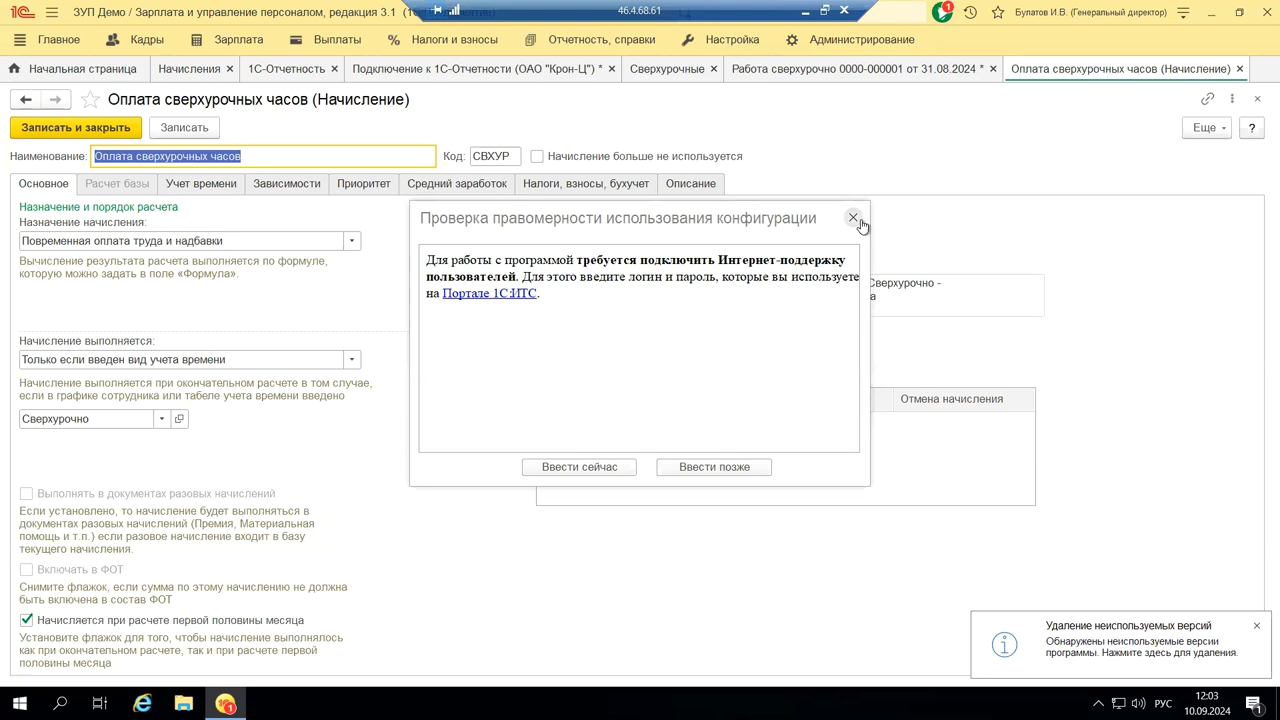 ЗУП Демо / Зарплата и управление персоналом, редакция 3.1
46.4.68.61
1
Булатов И.В. (Генеральный директор)
Главное
Кадры
Зарплата
Выплаты
Налоги и взносы
Отчетность, справки
Настройка
Администрирование
Начальная страница
Начисления ×
1С-Отчетность ×
Подключение к 1С-Отчетности (ОАО "Крон-Ц") * ×
Сверхурочные ×
Работа сверхурочно 0000-000001 от 31.08.2024 * ×
Оплата сверхурочных часов (Начисление) ×
Оплата сверхурочных часов (Начисление)
Записать и закрыть
Записать
Еще
?
Наименование: Оплата сверхурочных часов
Код: СВХУР
Начисление больше не используется
Основное
Расчет базы
Учет времени
Зависимости
Приоритет
Средний заработок
Налоги, взносы, бухучет
Описание
Назначение и порядок расчета
Назначение начисления:
Повременная оплата труда и надбавки
Вычисление результата расчета выполняется по формуле,
которую можно задать в поле «Формула».
Начисление выполняется:
Только если введен вид учета времени
Начисление выполняется при окончательном расчете в том случае,
если в графике сотрудника или табеле учета времени введено
Сверхурочно
Выполнять в документах разовых начислений
Если установлено, то начисление будет выполняться в
документах разовых начислений (Премия, Материальная
помощь и т.п.) если разовое начисление входит в базу
текущего начисления.
Включать в ФОТ
Снимите флажок, если сумма по этому начислению не должна
быть включена в состав ФОТ
Начисляется при расчете первой половины месяца
Установите флажок для того, чтобы начисление выполнялось
как при окончательном расчете, так и при расчете первой
половины месяца
Проверка правомерности использования конфигурации
Для работы с программой требуется подключить Интернет-поддержку
пользователей. Для этого введите логин и пароль, которые вы используете
на Портале 1С:ИТС.
Ввести сейчас
Ввести позже
Сверхурочно -
а
Отмена начисления
Удаление неиспользуемых версий
Обнаружены неиспользуемые версии
программы. Нажмите здесь для удаления.
1
РУС
12:03
10.09.2024
1